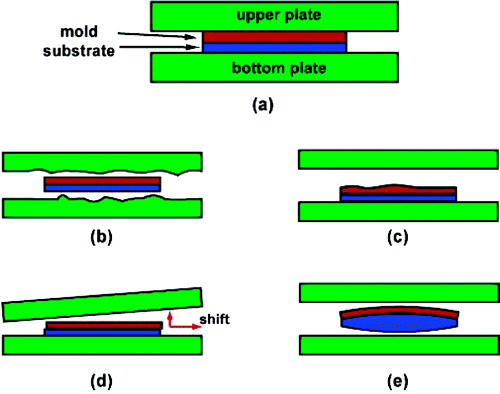 upper plate
mold
substrate
bottom plate
(a)
(b)
(c)
shift
(d)
(e)